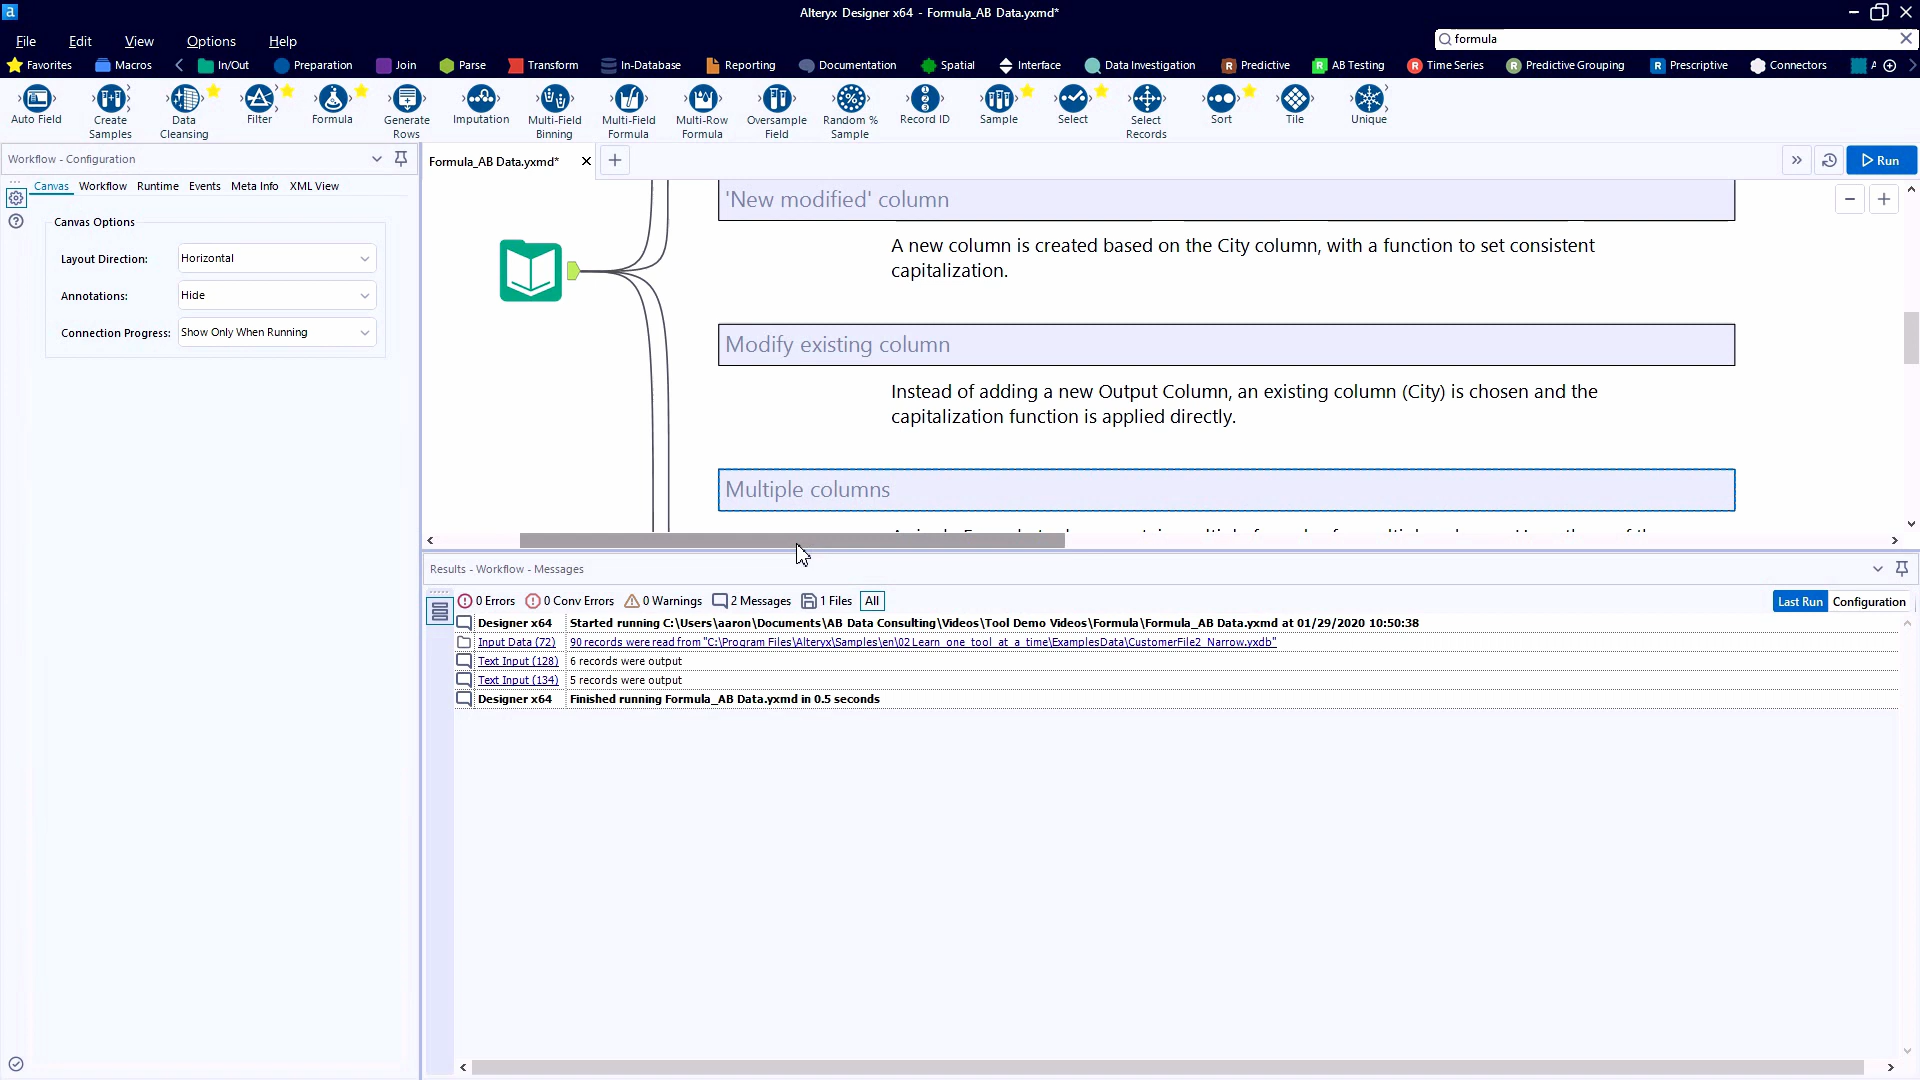 Alteryx Designer x64 - Formula_AB Data.yxmd*
File Edit View Options Help
formula
Favorites Macros In/Out Preparation Join Parse Transform In-Database Reporting Documentation Spatial Interface Data Investigation Predictive AB Testing Time Series Predictive Grouping Prescriptive Connectors A
Auto Field Create Samples Data Cleansing Filter Formula Generate Rows Imputation Multi-Field Binning Multi-Field Formula Multi-Row Formula Oversample Field Random % Sample Record ID Sample Select Select Records Sort Tile Unique
Workflow - Configuration
Formula_AB Data.yxmd*
Run
Canvas Workflow Runtime Events Meta Info XML View
Canvas Options
Layout Direction: Horizontal
Annotations: Hide
Connection Progress: Show Only When Running
'New modified' column
A new column is created based on the City column, with a function to set consistent
capitalization.
Modify existing column
Instead of adding a new Output Column, an existing column (City) is chosen and the
capitalization function is applied directly.
Multiple columns
Results - Workflow - Messages
0 Errors 0 Conv Errors 0 Warnings 2 Messages 1 Files All Last Run Configuration
Designer x64 Started running C:\Users\aaron\Documents\AB Data Consulting\Videos\Tool Demo Videos\Formula\Formula_AB Data.yxmd at 01/29/2020 10:50:38
Input Data (72) 90 records were read from "C:\Program Files\Alteryx\Samples\en\02 Learn_one_tool_at_a_time\ExamplesData\CustomerFile2_Narrow.yxdb"
Text Input (128) 6 records were output
Text Input (134) 5 records were output
Designer x64 Finished running Formula_AB Data.yxmd in 0.5 seconds